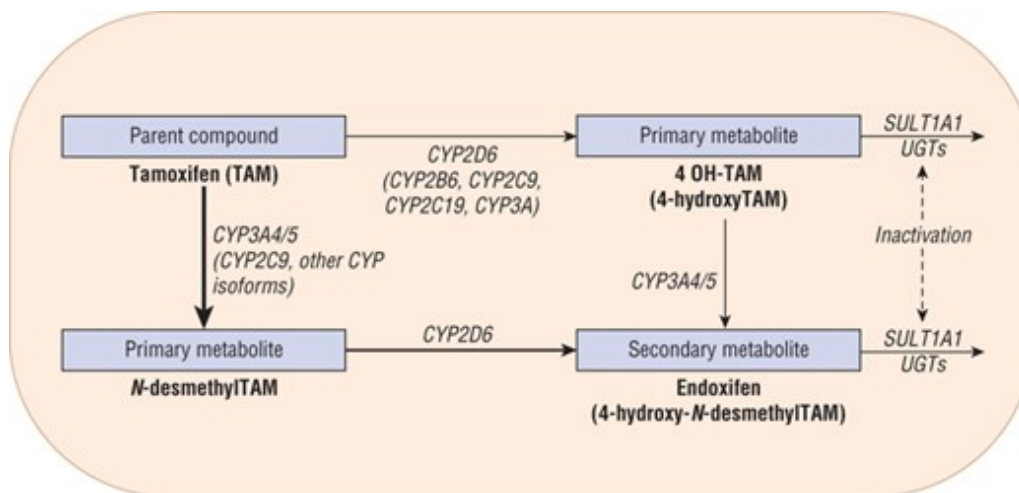 Parent compound
Tamoxifen (TAM)
CYP2D6
(CYP2B6, CYP2C9,
CYP2C19, CYP3A)
Primary metabolite
4 OH-TAM
(4-hydroxyTAM)
SULT1A1
UGTs
CYP3A4/5
(CYP2C9, other CYP
isoforms)
CYP3A4/5
Inactivation
Primary metabolite
N-desmethylTAM
CYP2D6
Secondary metabolite
Endoxifen
(4-hydroxy-N-desmethylTAM)
SULT1A1
UGTs